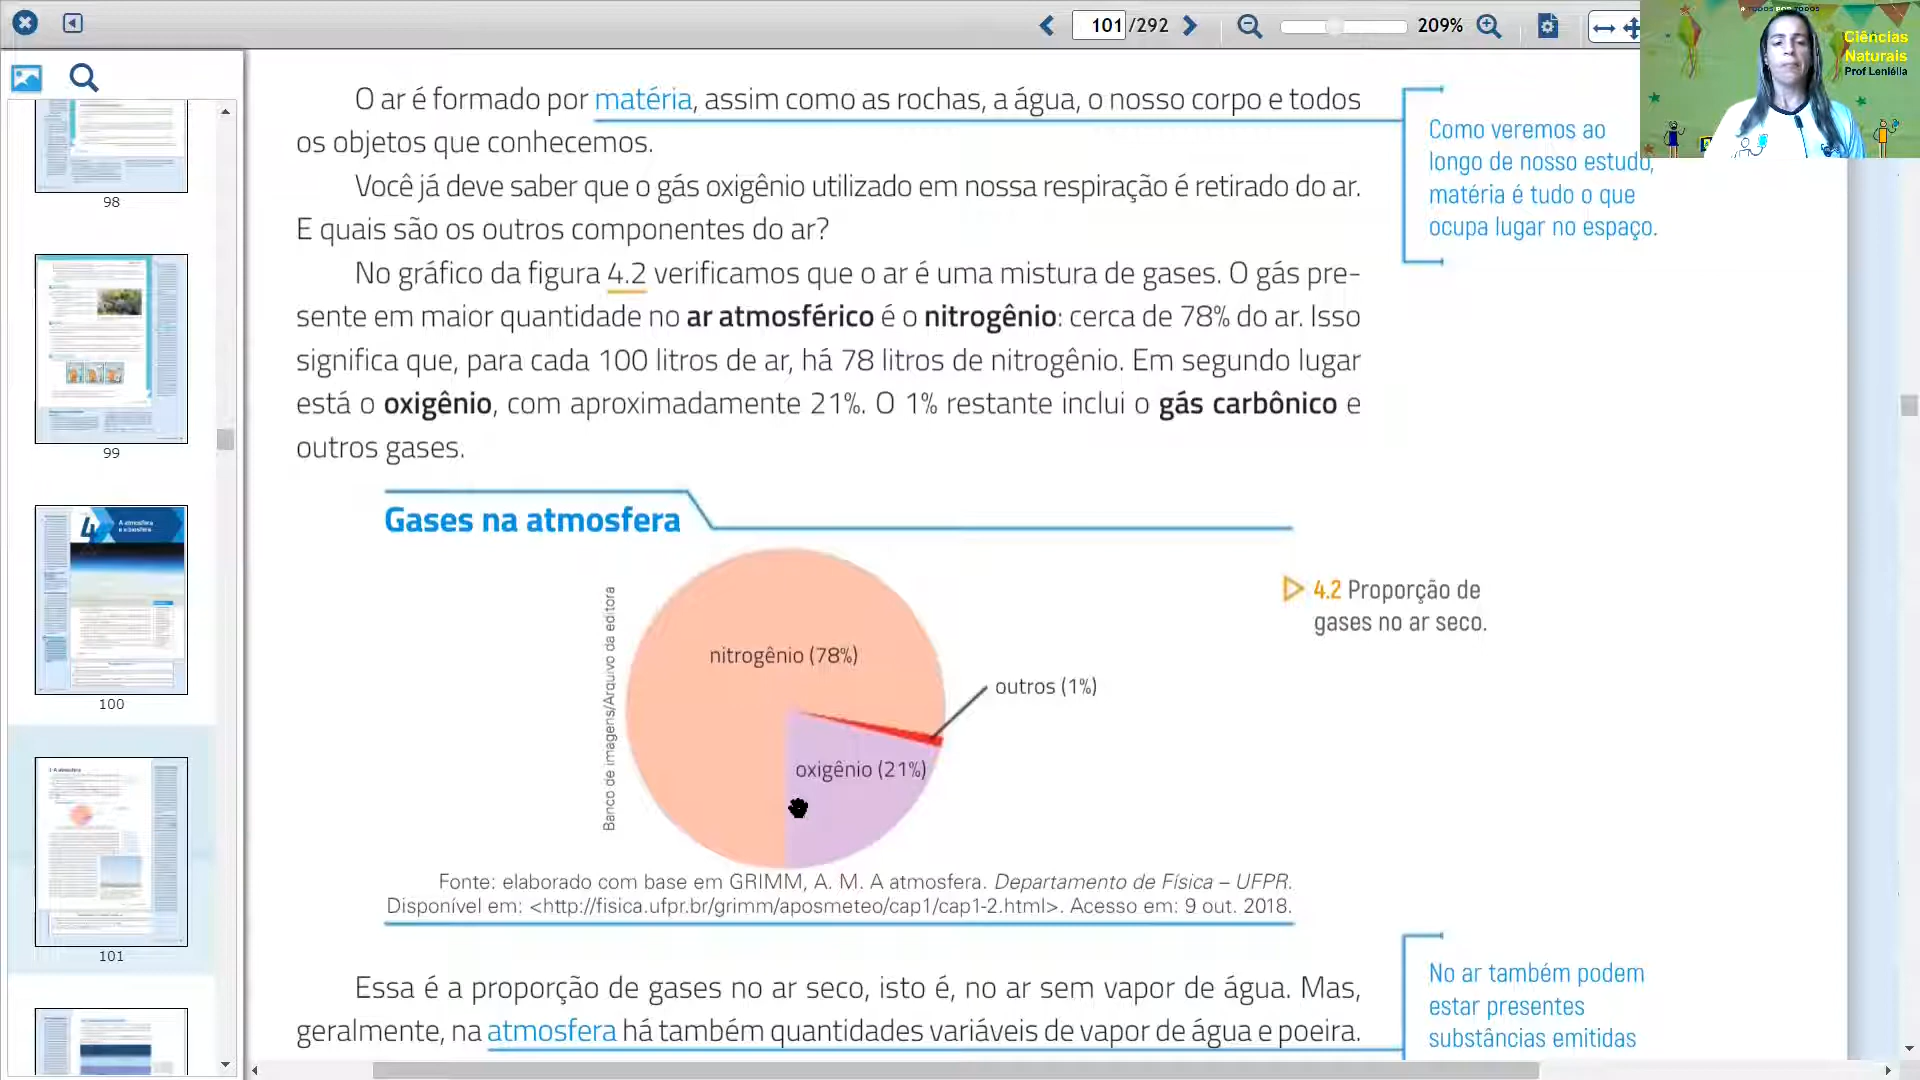 101 /292
209%
TODOS POR TODOS
Ciências
Naturais
Prof Leniélia
98
99
4
A atmosfera
e a biosfera
100
101
O ar é formado por matéria, assim como as rochas, a água, o nosso corpo e todos
os objetos que conhecemos.
Você já deve saber que o gás oxigênio utilizado em nossa respiração é retirado do ar.
E quais são os outros componentes do ar?
No gráfico da figura 4.2 verificamos que o ar é uma mistura de gases. O gás pre-
sente em maior quantidade no ar atmosférico é o nitrogênio: cerca de 78% do ar. Isso
significa que, para cada 100 litros de ar, há 78 litros de nitrogênio. Em segundo lugar
está o oxigênio, com aproximadamente 21%. O 1% restante inclui o gás carbônico e
outros gases.
Como veremos ao
longo de nosso estudo,
matéria é tudo o que
ocupa lugar no espaço.
Gases na atmosfera
Banco de imagens/Arquivo da editora
nitrogênio (78%)
outros (1%)
oxigênio (21%)
4.2 Proporção de
gases no ar seco.
Fonte: elaborado com base em GRIMM, A. M. A atmosfera. Departamento de Física – UFPR.
Disponível em: <http://fisica.ufpr.br/grimm/aposmeteo/cap1/cap1-2.html>. Acesso em: 9 out. 2018.
Essa é a proporção de gases no ar seco, isto é, no ar sem vapor de água. Mas,
geralmente, na atmosfera há também quantidades variáveis de vapor de água e poeira.
No ar também podem
estar presentes
substâncias emitidas